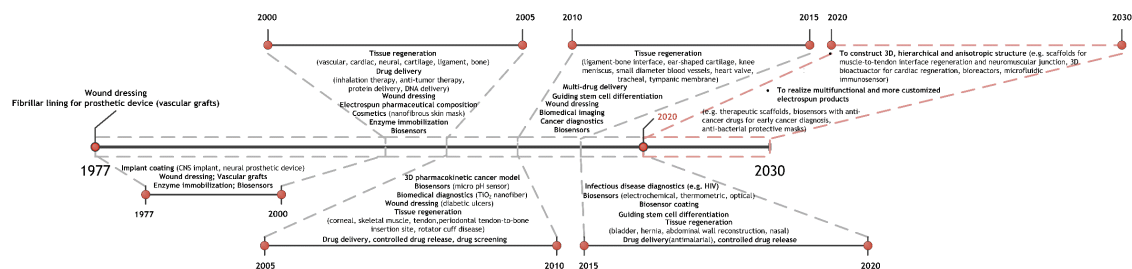 2000
2005
Tissue regeneration
(vascular, cardiac, neural, cartilage, ligament, bone)
Drug delivery
(inhalation therapy, anti-tumor therapy,
protein delivery, DNA delivery)
Wound dressing
Electrospun pharmaceutical composition
Cosmetics (nanofibrous skin mask)
Enzyme immobilization
Biosensors
2010
2015
Tissue regeneration
(ligament-bone interface, ear-shaped cartilage, knee
meniscus, small diameter blood vessels, heart valve,
tracheal, tympanic membrane)
Multi-drug delivery
Guiding stem cell differentiation
Wound dressing
Biomedical imaging
Cancer diagnosis
Biosensors
2020
2030
• To construct 3D, hierarchical and anisotropic structure (e.g. scaffolds for
muscle-to-tendon interface regeneration and neuromuscular junction, 3D
bioactuator for cardiac regeneration, bioreactors, microfluidic
immunosensor)
• To realize multifunctional and more customized
electrospun products
(e.g. therapeutic scaffolds, biosensors with anti-
cancer drugs for early cancer diagnosis,
anti-bacterial protective masks)
Wound dressing
Fibrillar lining for prosthetic device (vascular grafts)
2020
1977
2030
Implant coating (CNS implant, neural prosthetic device)
Wound dressing; Vascular grafts
Enzyme immobilization; Biosensors
1977
2000
3D pharmacokinetic cancer model
Biosensors (micro pH sensor)
Biomedical diagnostics (TiO₂ nanofiber)
Wound dressing (diabetic ulcers)
Tissue regeneration
(corneal, skeletal muscle, tendon,periodontal tendon-to-bone
insertion site, rotator cuff disease)
Drug delivery, controlled drug release, drug screening
2005
2010
Infectious disease diagnostics (e.g. HIV)
Biosensors (electrochemical, thermometric, optical)
Biosensor coating
Guiding stem cell differentiation
Tissue regeneration
(bladder, hernia, abdominal wall reconstruction, nasal)
Drug delivery(antimalarial), controlled drug release
2015
2020